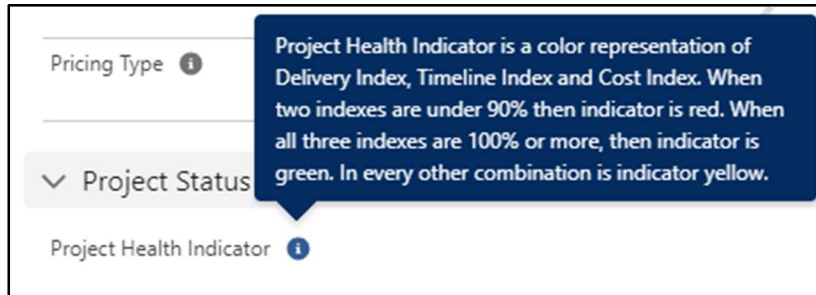 Pricing Type
Project Health Indicator is a color representation of
Delivery Index, Timeline Index and Cost Index. When
two indexes are under 90% then indicator is red. When
all three indexes are 100% or more, then indicator is
green. In every other combination is indicator yellow.
Project Status
Project Health Indicator